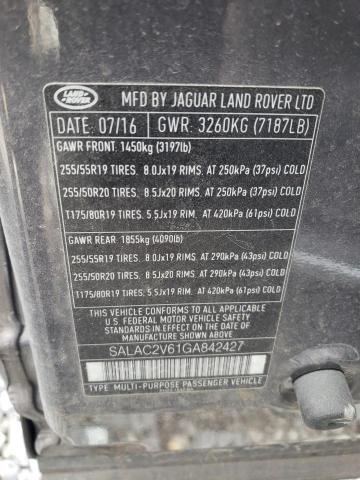 LAND-ROVER
MFD BY JAGUAR LAND ROVER LTD
DATE: 07/16 GWR: 3260KG (7187LB)
GAWR FRONT: 1450kg (3197lb)
255/55R19 TIRES. 8.0Jx19 RIMS. AT 250kPa (37psi) COLD
255/50R20 TIRES. 8.5Jx20 RIMS. AT 250kPa (37psi) COLD
T175/80R19 TIRES. 5.5Jx19 RIM. AT 420kPa (61psi) COLD
GAWR REAR: 1855kg (4090lb)
255/55R19 TIRES. 8.0Jx19 RIMS. AT 290kPa (43psi) COLD
255/50R20 TIRES. 8.5Jx20 RIMS. AT 290kPa (43psi) COLD
T175/80R19 TIRES. 5.5Jx19 RIM. AT 420kPa (61psi) COLD
THIS VEHICLE CONFORMS TO ALL APPLICABLE
U.S. FEDERAL MOTOR VEHICLE SAFETY
STANDARDS IN EFFECT ON THE DATE OF
MANUFACTURE SHOWN ABOVE
SALAC2V61GA842427
TYPE: MULTI-PURPOSE PASSENGER VEHICLE